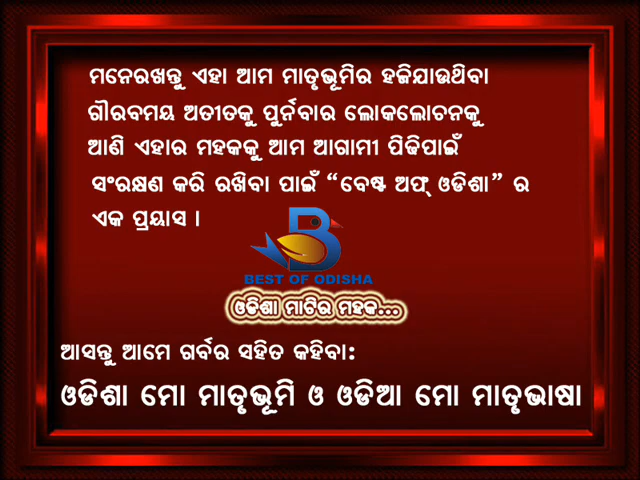 ମନେରଖନ୍ତୁ ଏହା ଆମ ମାତୃଭୂମିର ହଜିଯାଉଥିବା
ଗୌରବମୟ ଅତୀତକୁ ପୁର୍ନବାର ଲୋକଲୋଚନକୁ
ଆଣି ଏହାର ମହକକୁ ଆମ ଆଗାମୀ ପିଢିପାଇଁ
ସଂରକ୍ଷଣ କରି ରଖିବା ପାଇଁ “ବେଷ୍ଟ ଅଫ୍ ଓଡିଶା” ର
ଏକ ପ୍ରୟାସ ।
BEST OF ODISHA
ଓଡିଶା ମାଟିର ମହକ...
ଆସନ୍ତୁ ଆମେ ଗର୍ବର ସହିତ କହିବା:
ଓଡିଶା ମୋ ମାତୃଭୂମି ଓ ଓଡିଆ ମୋ ମାତୃଭାଷା